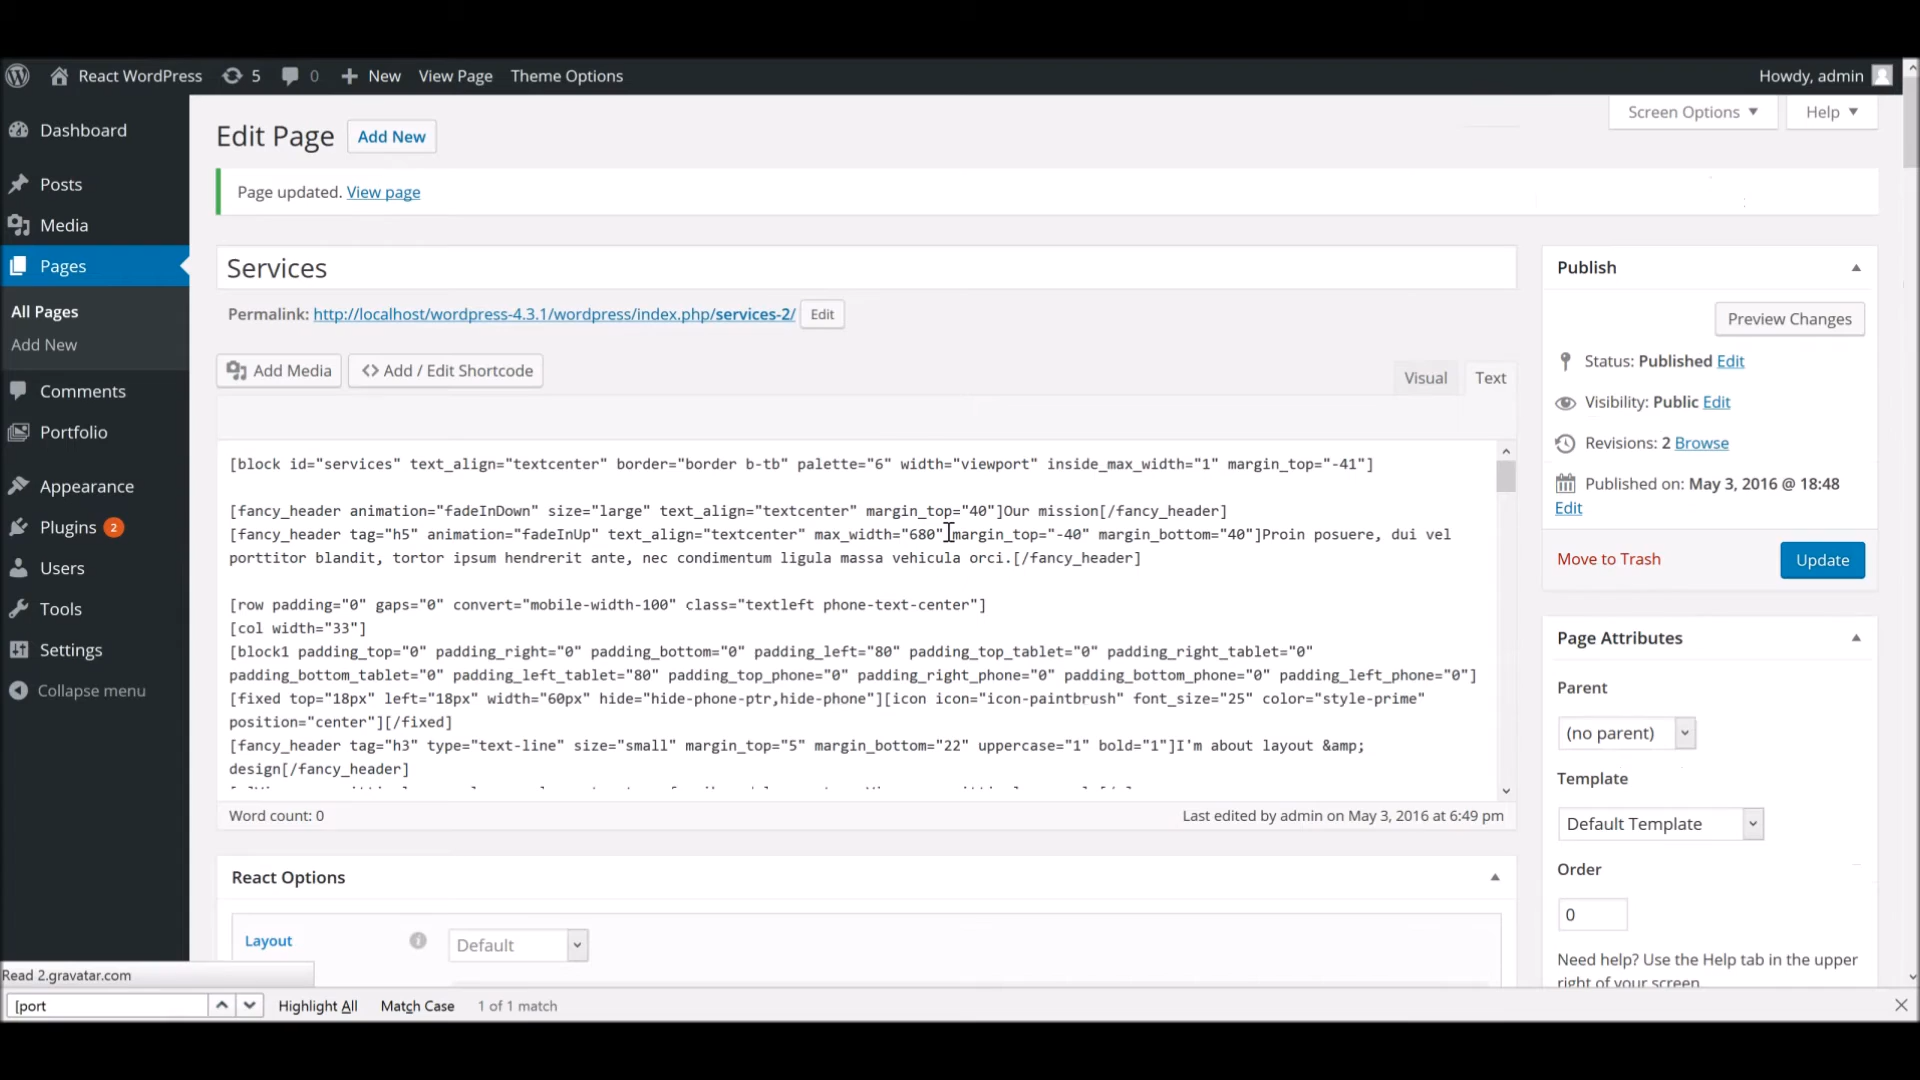 React WordPress 5 0 New View Page Theme Options Howdy, admin
Dashboard
Posts
Media
Pages
All Pages
Add New
Comments
Portfolio
Appearance
Plugins 2
Users
Tools
Settings
Collapse menu
Screen Options Help
Edit Page Add New
Page updated. View page
Services
Permalink: http://localhost/wordpress-4.3.1/wordpress/index.php/services-2/ Edit
Add Media <> Add / Edit Shortcode Visual Text
[block id="services" text_align="textcenter" border="border b-tb" palette="6" width="viewport" inside_max_width="1" margin_top="-41"]
[fancy_header animation="fadeInDown" size="large" text_align="textcenter" margin_top="40"]Our mission[/fancy_header]
[fancy_header tag="h5" animation="fadeInUp" text_align="textcenter" max_width="680" margin_top="-40" margin_bottom="40"]Proin posuere, dui vel
porttitor blandit, tortor ipsum hendrerit ante, nec condimentum ligula massa vehicula orci.[/fancy_header]
[row padding="0" gaps="0" convert="mobile-width-100" class="textleft phone-text-center"]
[col width="33"]
[block1 padding_top="0" padding_right="0" padding_bottom="0" padding_left="80" padding_top_tablet="0" padding_right_tablet="0"
padding_bottom_tablet="0" padding_left_tablet="80" padding_top_phone="0" padding_right_phone="0" padding_bottom_phone="0" padding_left_phone="0"]
[fixed top="18px" left="18px" width="60px" hide="hide-phone-ptr,hide-phone"][icon icon="icon-paintbrush" font_size="25" color="style-prime"
position="center"][/fixed]
[fancy_header tag="h3" type="text-line" size="small" margin_top="5" margin_bottom="22" uppercase="1" bold="1"]I'm about layout &amp;
design[/fancy_header]
Word count: 0 Last edited by admin on May 3, 2016 at 6:49 pm
React Options
Layout Default
Publish
Preview Changes
Status: Published Edit
Visibility: Public Edit
Revisions: 2 Browse
Published on: May 3, 2016 @ 18:48
Edit
Move to Trash Update
Page Attributes
Parent
(no parent)
Template
Default Template
Order
0
Need help? Use the Help tab in the upper
right of your screen
Read 2.gravatar.com
[port Highlight All Match Case 1 of 1 match